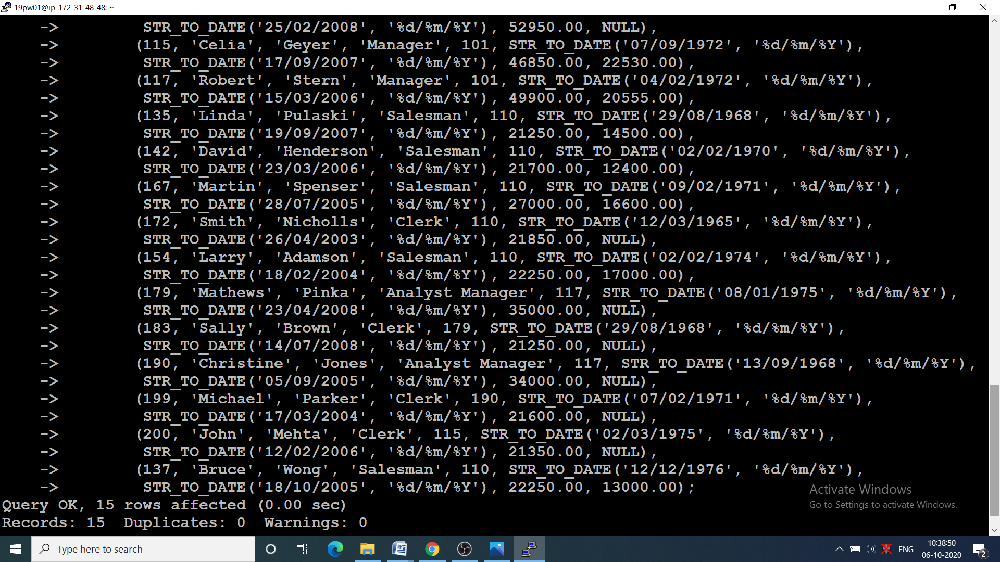 19pw01@ip-172-31-48-48: ~
-> STR_TO_DATE('25/02/2008', '%d/%m/%Y'), 52950.00, NULL),
-> (115, 'Celia', 'Geyer', 'Manager', 101, STR_TO_DATE('07/09/1972', '%d/%m/%Y'),
-> STR_TO_DATE('17/09/2007', '%d/%m/%Y'), 46850.00, 22530.00),
-> (117, 'Robert', 'Stern', 'Manager', 101, STR_TO_DATE('04/02/1972', '%d/%m/%Y'),
-> STR_TO_DATE('15/03/2006', '%d/%m/%Y'), 49900.00, 20555.00),
-> (135, 'Linda', 'Pulaski', 'Salesman', 110, STR_TO_DATE('29/08/1968', '%d/%m/%Y'),
-> STR_TO_DATE('19/09/2007', '%d/%m/%Y'), 21250.00, 14500.00),
-> (142, 'David', 'Henderson', 'Salesman', 110, STR_TO_DATE('02/02/1970', '%d/%m/%Y'),
-> STR_TO_DATE('23/03/2006', '%d/%m/%Y'), 21700.00, 12400.00),
-> (167, 'Martin', 'Spenser', 'Salesman', 110, STR_TO_DATE('09/02/1971', '%d/%m/%Y'),
-> STR_TO_DATE('28/07/2005', '%d/%m/%Y'), 27000.00, 16600.00),
-> (172, 'Smith', 'Nicholls', 'Clerk', 110, STR_TO_DATE('12/03/1965', '%d/%m/%Y'),
-> STR_TO_DATE('26/04/2003', '%d/%m/%Y'), 21850.00, NULL),
-> (154, 'Larry', 'Adamson', 'Salesman', 110, STR_TO_DATE('02/02/1974', '%d/%m/%Y'),
-> STR_TO_DATE('18/02/2004', '%d/%m/%Y'), 22250.00, 17000.00),
-> (179, 'Mathews', 'Pinka', 'Analyst Manager', 117, STR_TO_DATE('08/01/1975', '%d/%m/%Y'),
-> STR_TO_DATE('23/04/2008', '%d/%m/%Y'), 35000.00, NULL),
-> (183, 'Sally', 'Brown', 'Clerk', 179, STR_TO_DATE('29/08/1968', '%d/%m/%Y'),
-> STR_TO_DATE('14/07/2008', '%d/%m/%Y'), 21250.00, NULL),
-> (190, 'Christine', 'Jones', 'Analyst Manager', 117, STR_TO_DATE('13/09/1968', '%d/%m/%Y'),
-> STR_TO_DATE('05/09/2005', '%d/%m/%Y'), 34000.00, NULL),
-> (199, 'Michael', 'Parker', 'Clerk', 190, STR_TO_DATE('07/02/1971', '%d/%m/%Y'),
-> STR_TO_DATE('17/03/2004', '%d/%m/%Y'), 21600.00, NULL),
-> (200, 'John', 'Mehta', 'Clerk', 115, STR_TO_DATE('02/03/1975', '%d/%m/%Y'),
-> STR_TO_DATE('12/02/2006', '%d/%m/%Y'), 21350.00, NULL),
-> (137, 'Bruce', 'Wong', 'Salesman', 110, STR_TO_DATE('12/12/1976', '%d/%m/%Y'),
-> STR_TO_DATE('18/10/2005', '%d/%m/%Y'), 22250.00, 13000.00);
Activate Windows
Go to Settings to activate Windows.
Query OK, 15 rows affected (0.00 sec)
Records: 15 Duplicates: 0 Warnings: 0
Type here to search
ENG
10:38:50
06-10-2020
2